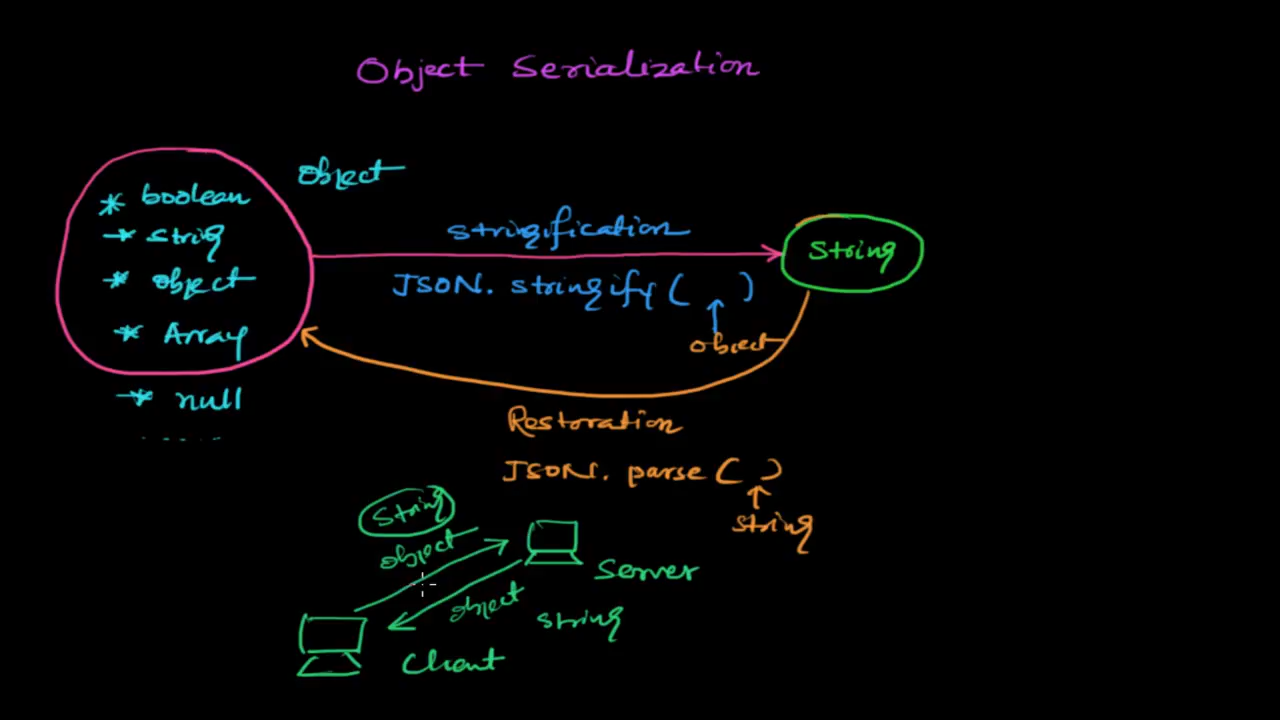 Object Serialization
object
* boolean
* string
* object
* Array
* null
stringification
JSON. stringify ( )
object
String
Restoration
JSON. parse ( )
string
String
object
object
Server
string
Client